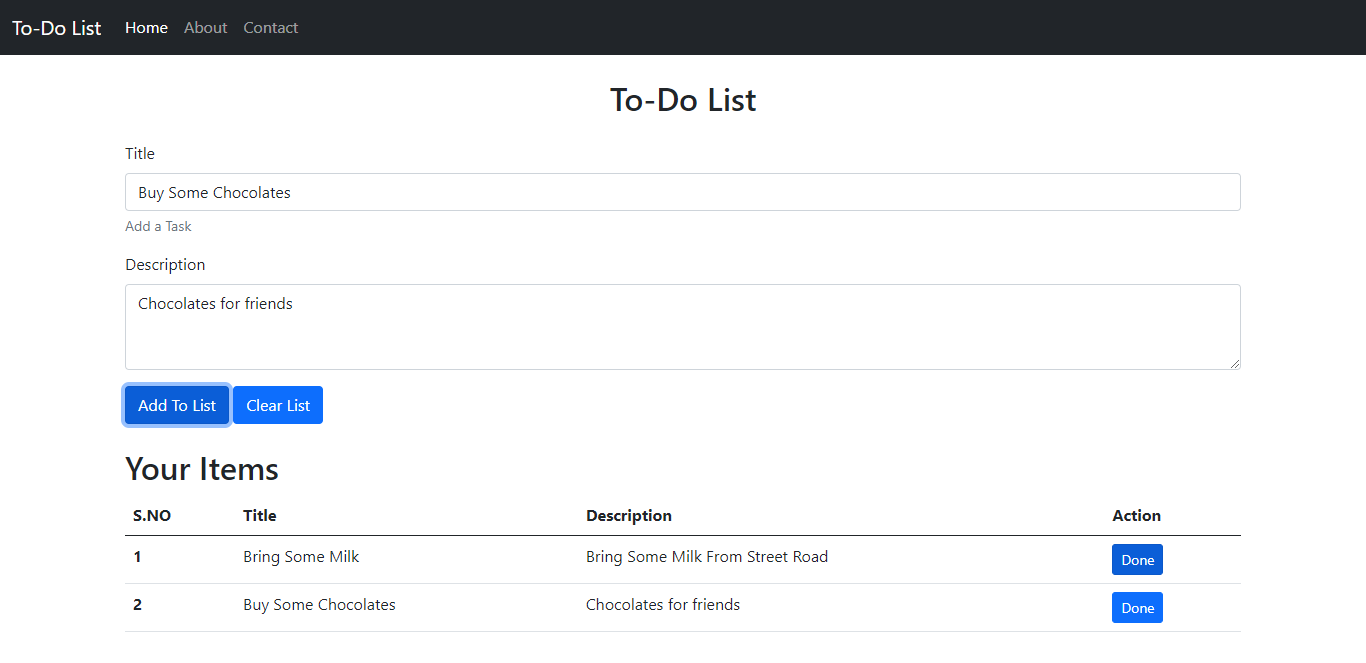 To-Do List Home About Contact
To-Do List
Title
Buy Some Chocolates
Add a Task
Description
Chocolates for friends
Add To List Clear List
Your Items
S.NO Title Description Action
1 Bring Some Milk Bring Some Milk From Street Road Done
2 Buy Some Chocolates Chocolates for friends Done